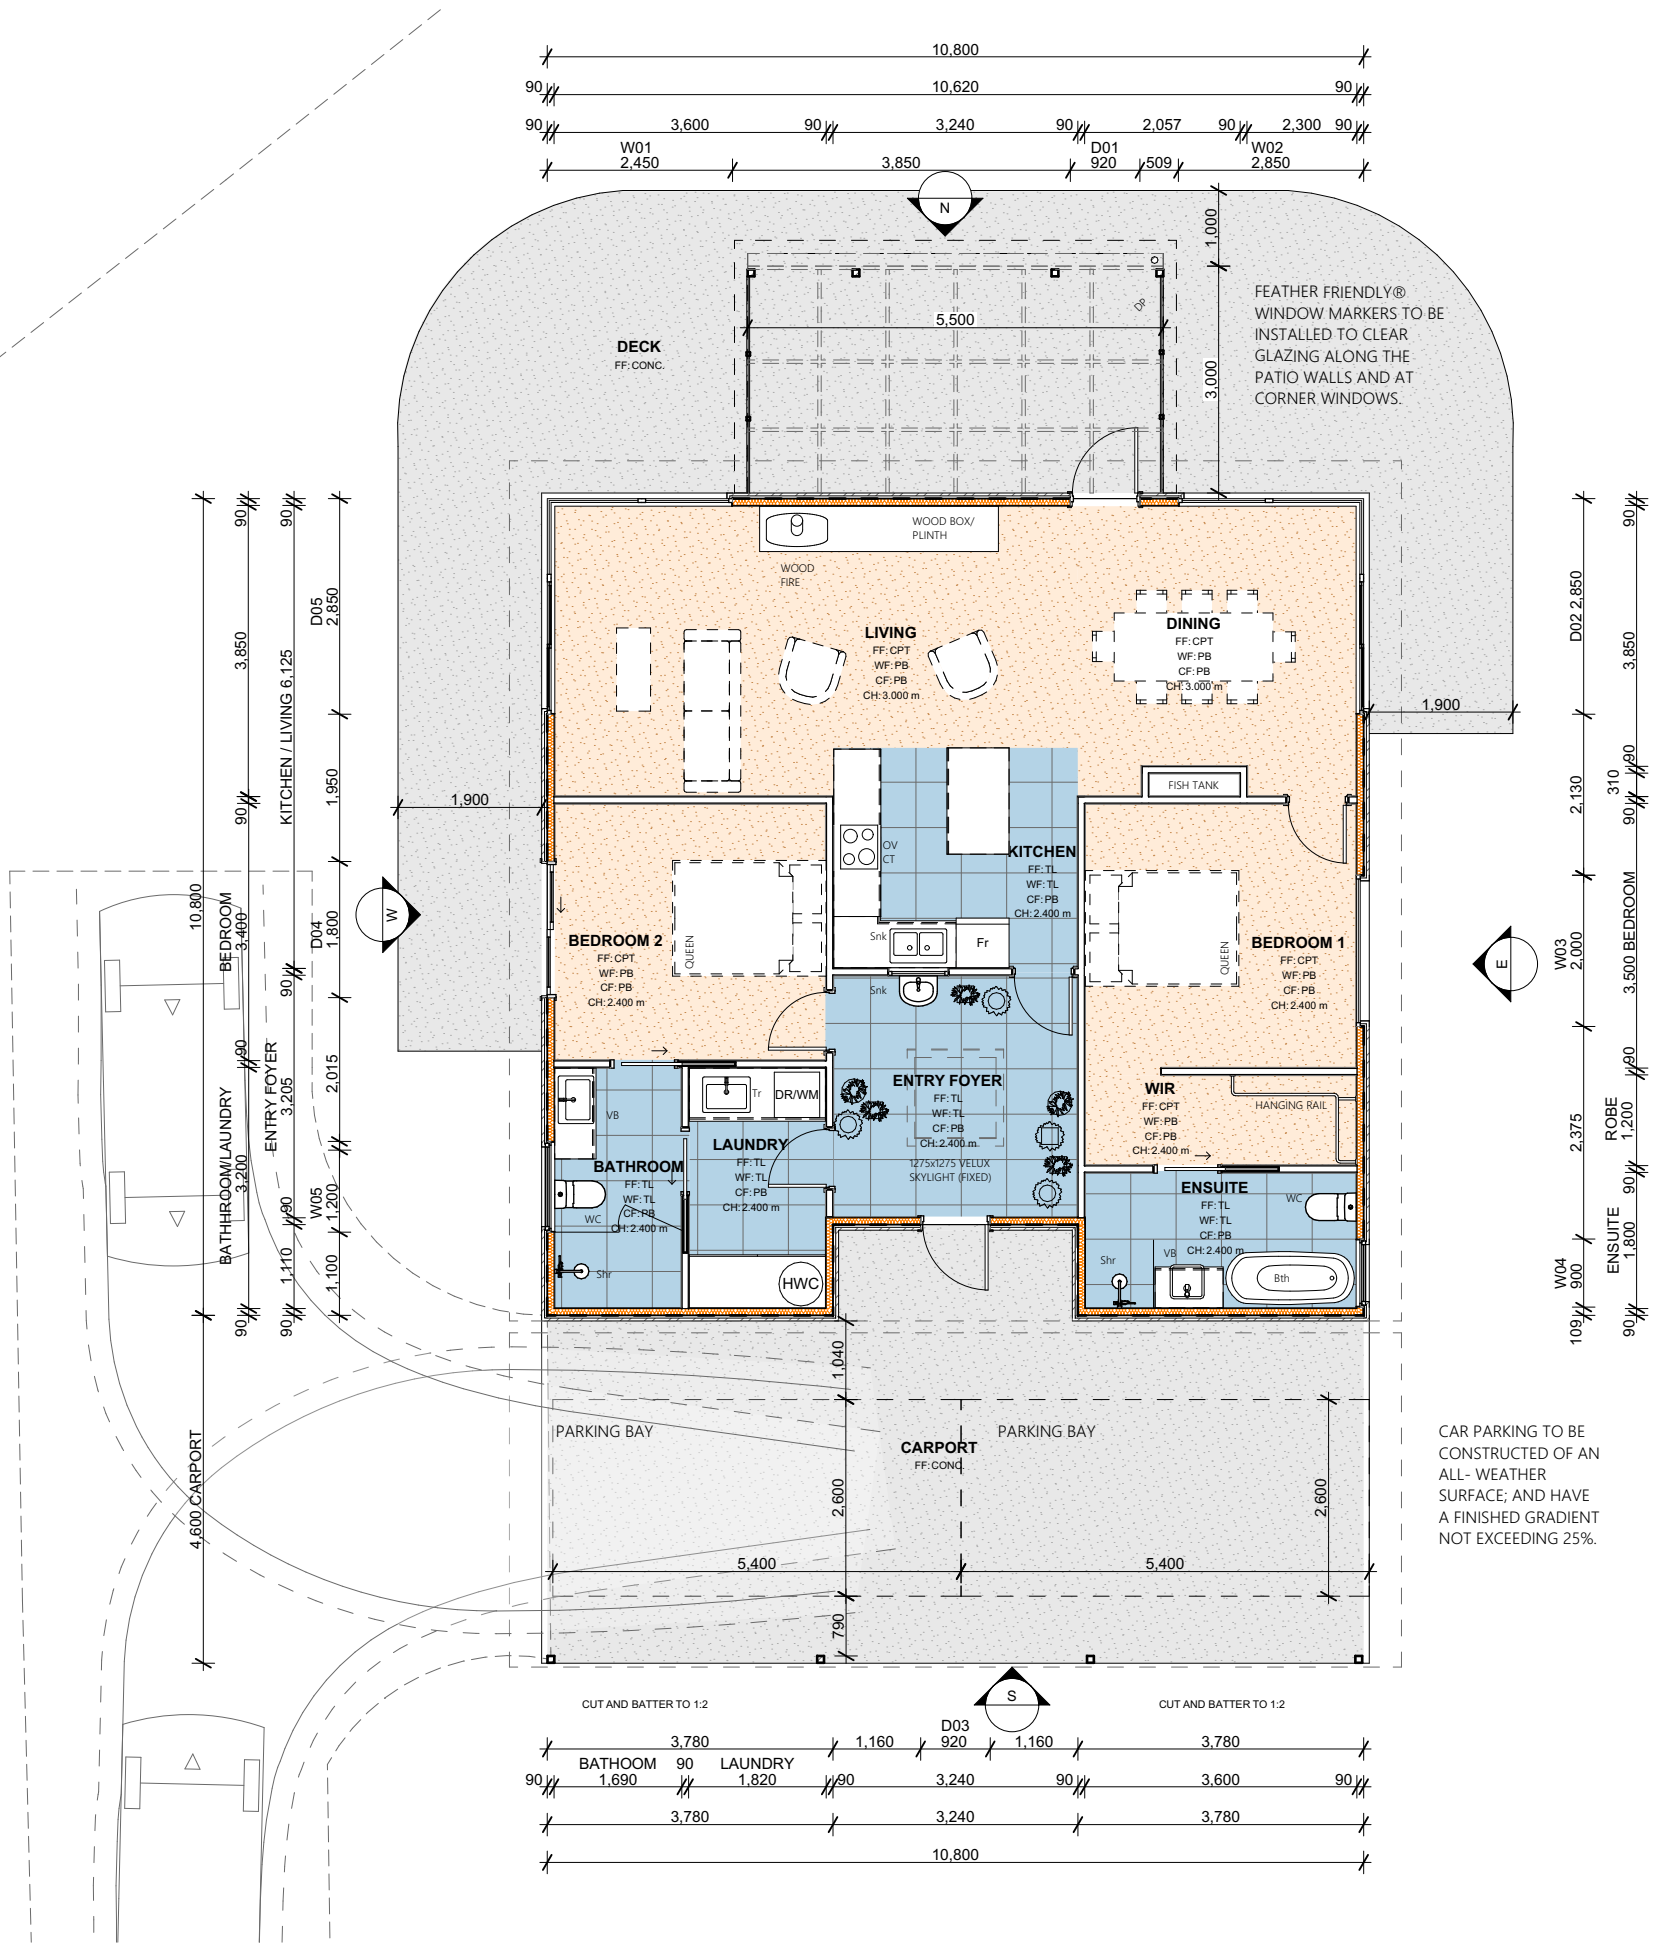 10,800
90 10,620 90
90 3,600 90 3,240 90 2,057 90 2,300 90
W01 D01 W02
2,450 3,850 920 509 2,850
N
1,000
DP
5,500
3,000
DECK
FF: CONC.
FEATHER FRIENDLY®
WINDOW MARKERS TO BE
INSTALLED TO CLEAR
GLAZING ALONG THE
PATIO WALLS AND AT
CORNER WINDOWS.
WOOD BOX/
PLINTH
WOOD
FIRE
LIVING
FF: CPT
WF: PB
CF: PB
CH: 3.000 m
DINING
FF: CPT
WF: PB
CF: PB
CH: 3.000 m
FISH TANK
1,900
1,900
OV
CT
KITCHEN
FF: TL
WF: TL
CF: PB
CH: 2.400 m
Snk
Fr
BEDROOM 2
FF: CPT
WF: PB
CF: PB
CH: 2.400 m
QUEEN
BEDROOM 1
FF: CPT
WF: PB
CF: PB
CH: 2.400 m
QUEEN
W
E
Snk
ENTRY FOYER
FF: TL
WF: TL
CF: PB
CH: 2.400 m
1275x1275 VELUX
SKYLIGHT (FIXED)
WIR
FF: CPT
WF: PB
CF: PB
CH: 2.400 m
HANGING RAIL
VB
Tr
DR/WM
LAUNDRY
FF: TL
WF: TL
CF: PB
CH: 2.400 m
BATHROOM
FF: TL
WF: TL
CF: PB
CH: 2.400 m
WC
Shr
HWC
ENSUITE
FF: TL
WF: TL
CF: PB
CH: 2.400 m
WC
VB
Shr
Bth
10,800
4,600 CARPORT
90
3,850
90
BEDROOM
3,400
90
BATHHROOM/LAUNDRY
3,200
90
90
KITCHEN / LIVING 6,125
90
ENTRY FOYER
3,205
90
1,110
90
D05
2,850
1,950
D04
1,800
2,015
W05
1,200
1,100
D02 2,850
2,130
W03
2,000
2,375
W04
900
109
90
3,850
90
310
90
3,500 BEDROOM
90
ROBE
1,200
90
ENSUITE
1,800
90
1,040
PARKING BAY
PARKING BAY
CARPORT
FF: CONC.
2,600
2,600
5,400
5,400
790
CAR PARKING TO BE
CONSTRUCTED OF AN
ALL- WEATHER
SURFACE; AND HAVE
A FINISHED GRADIENT
NOT EXCEEDING 25%.
S
CUT AND BATTER TO 1:2
CUT AND BATTER TO 1:2
D03
3,780 1,160 920 1,160 3,780
BATHOOM 90 LAUNDRY
90 1,690 1,820 90 3,240 90 3,600 90
3,780 3,240 3,780
10,800